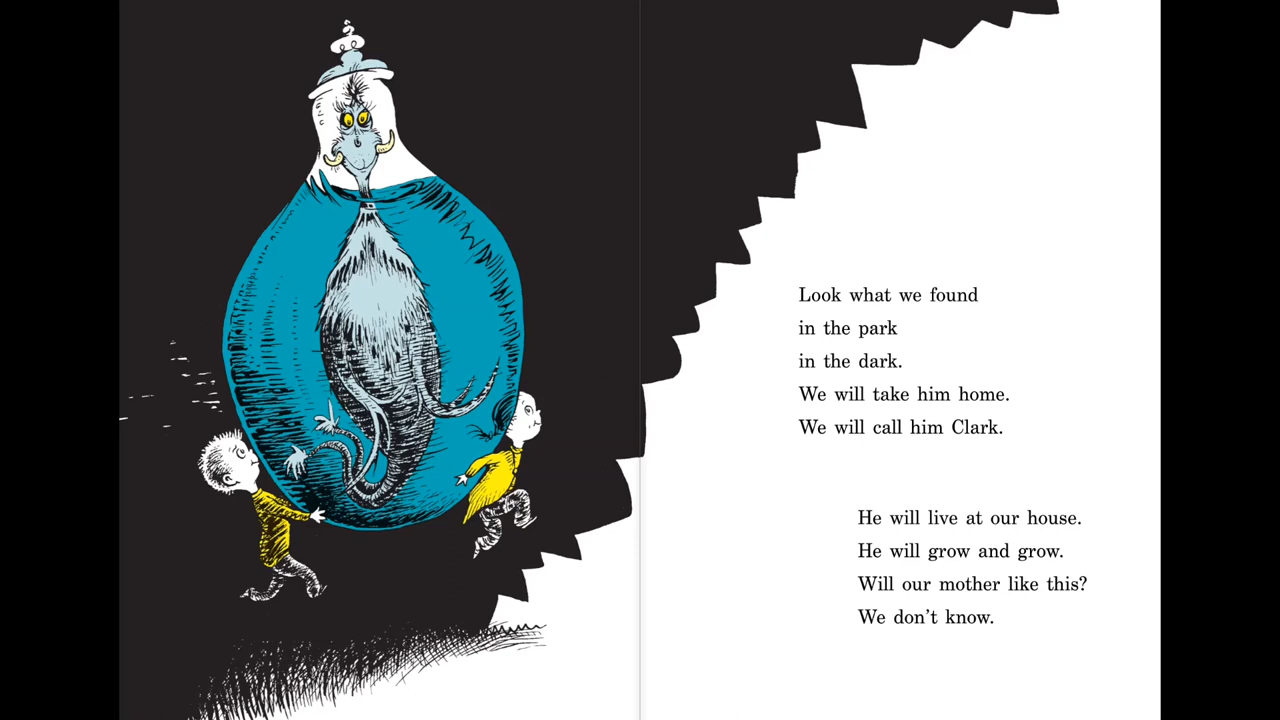 Look what we found
in the park
in the dark.
We will take him home.
We will call him Clark.
He will live at our house.
He will grow and grow.
Will our mother like this?
We don't know.